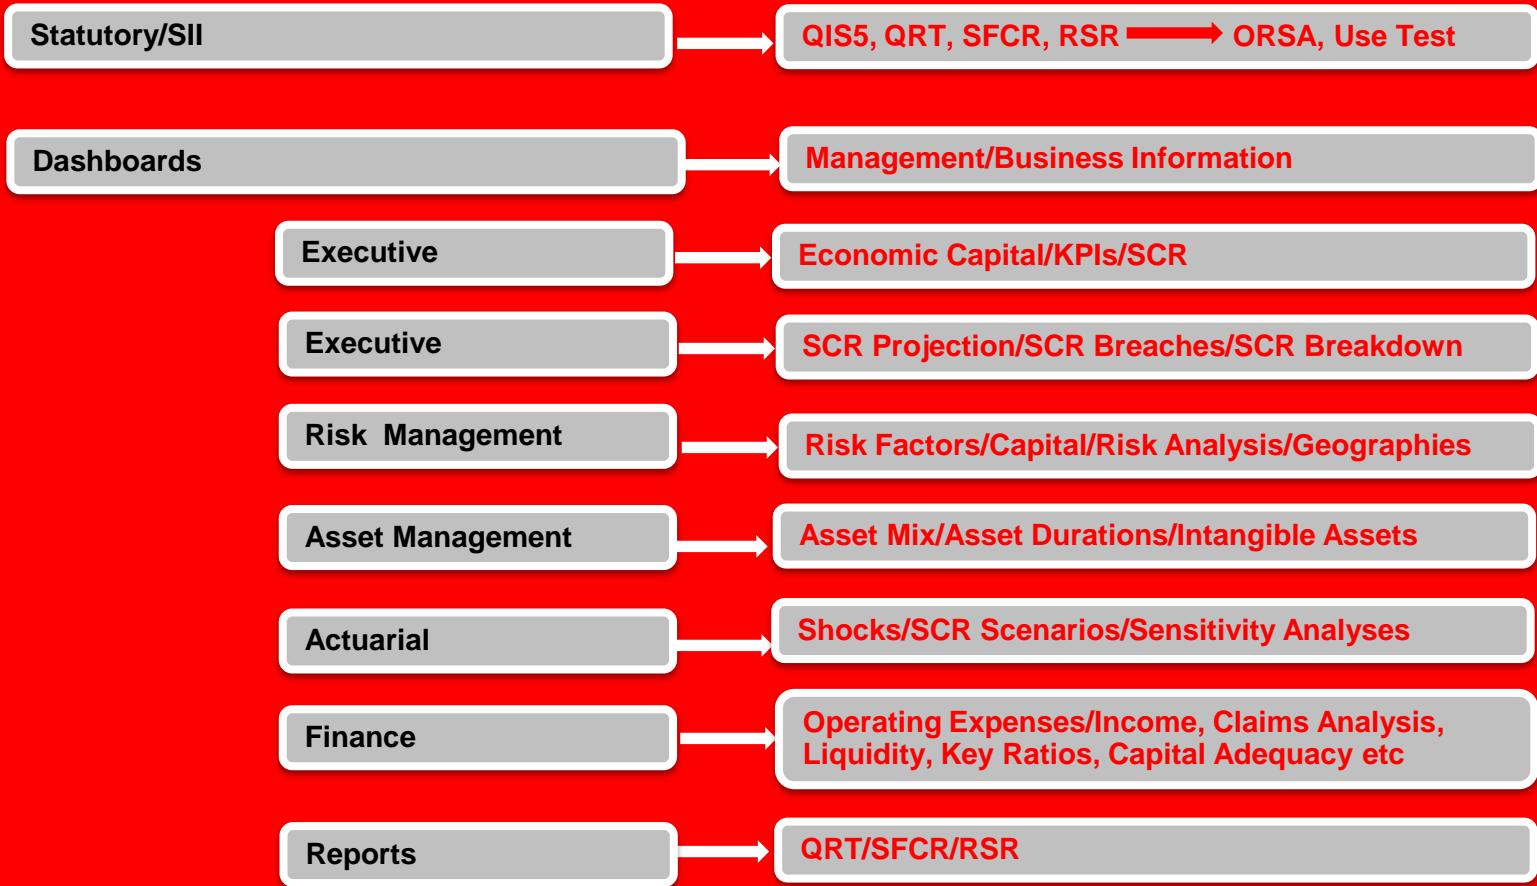 Statutory/SII
QIS5, QRT, SFCR, RSR ORSA, Use Test
Dashboards
Management/Business Information
Executive
Economic Capital/KPIs/SCR
Executive
SCR Projection/SCR Breaches/SCR Breakdown
Risk Management
Risk Factors/Capital/Risk Analysis/Geographies
Asset Management
Asset Mix/Asset Durations/Intangible Assets
Actuarial
Shocks/SCR Scenarios/Sensitivity Analyses
Finance
Operating Expenses/Income, Claims Analysis,
Liquidity, Key Ratios, Capital Adequacy etc
Reports
QRT/SFCR/RSR